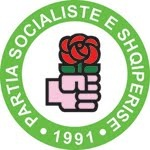 PARTIA SOCIALISTE E SHQIPERISE
· 1991 ·